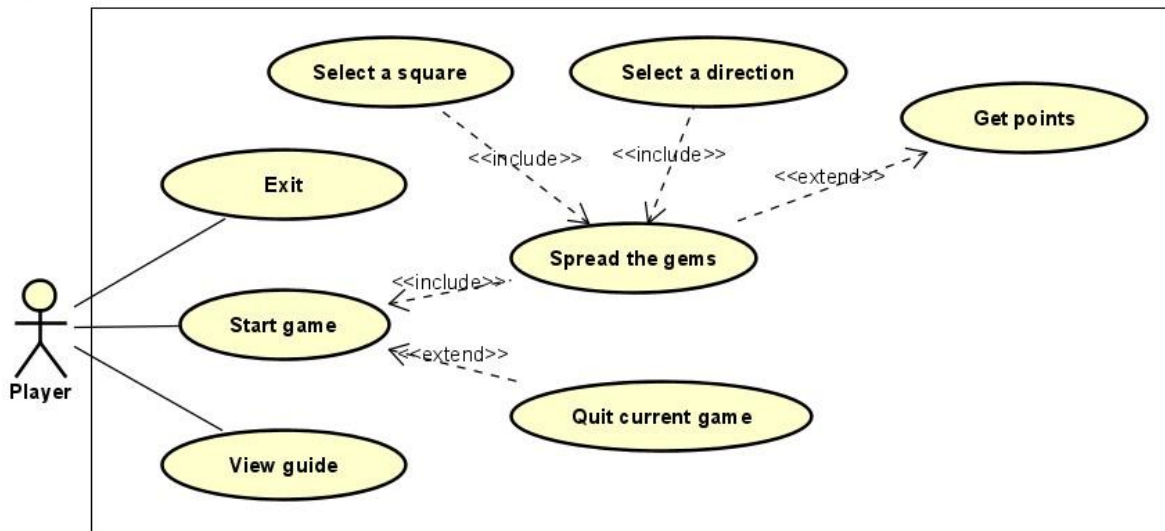 Select a square
Select a direction
Get points
<<include>>
<<include>>
<<extend>>
Exit
Spread the gems
<<include>>
Start game
<<extend>>
Player
Quit current game
View guide